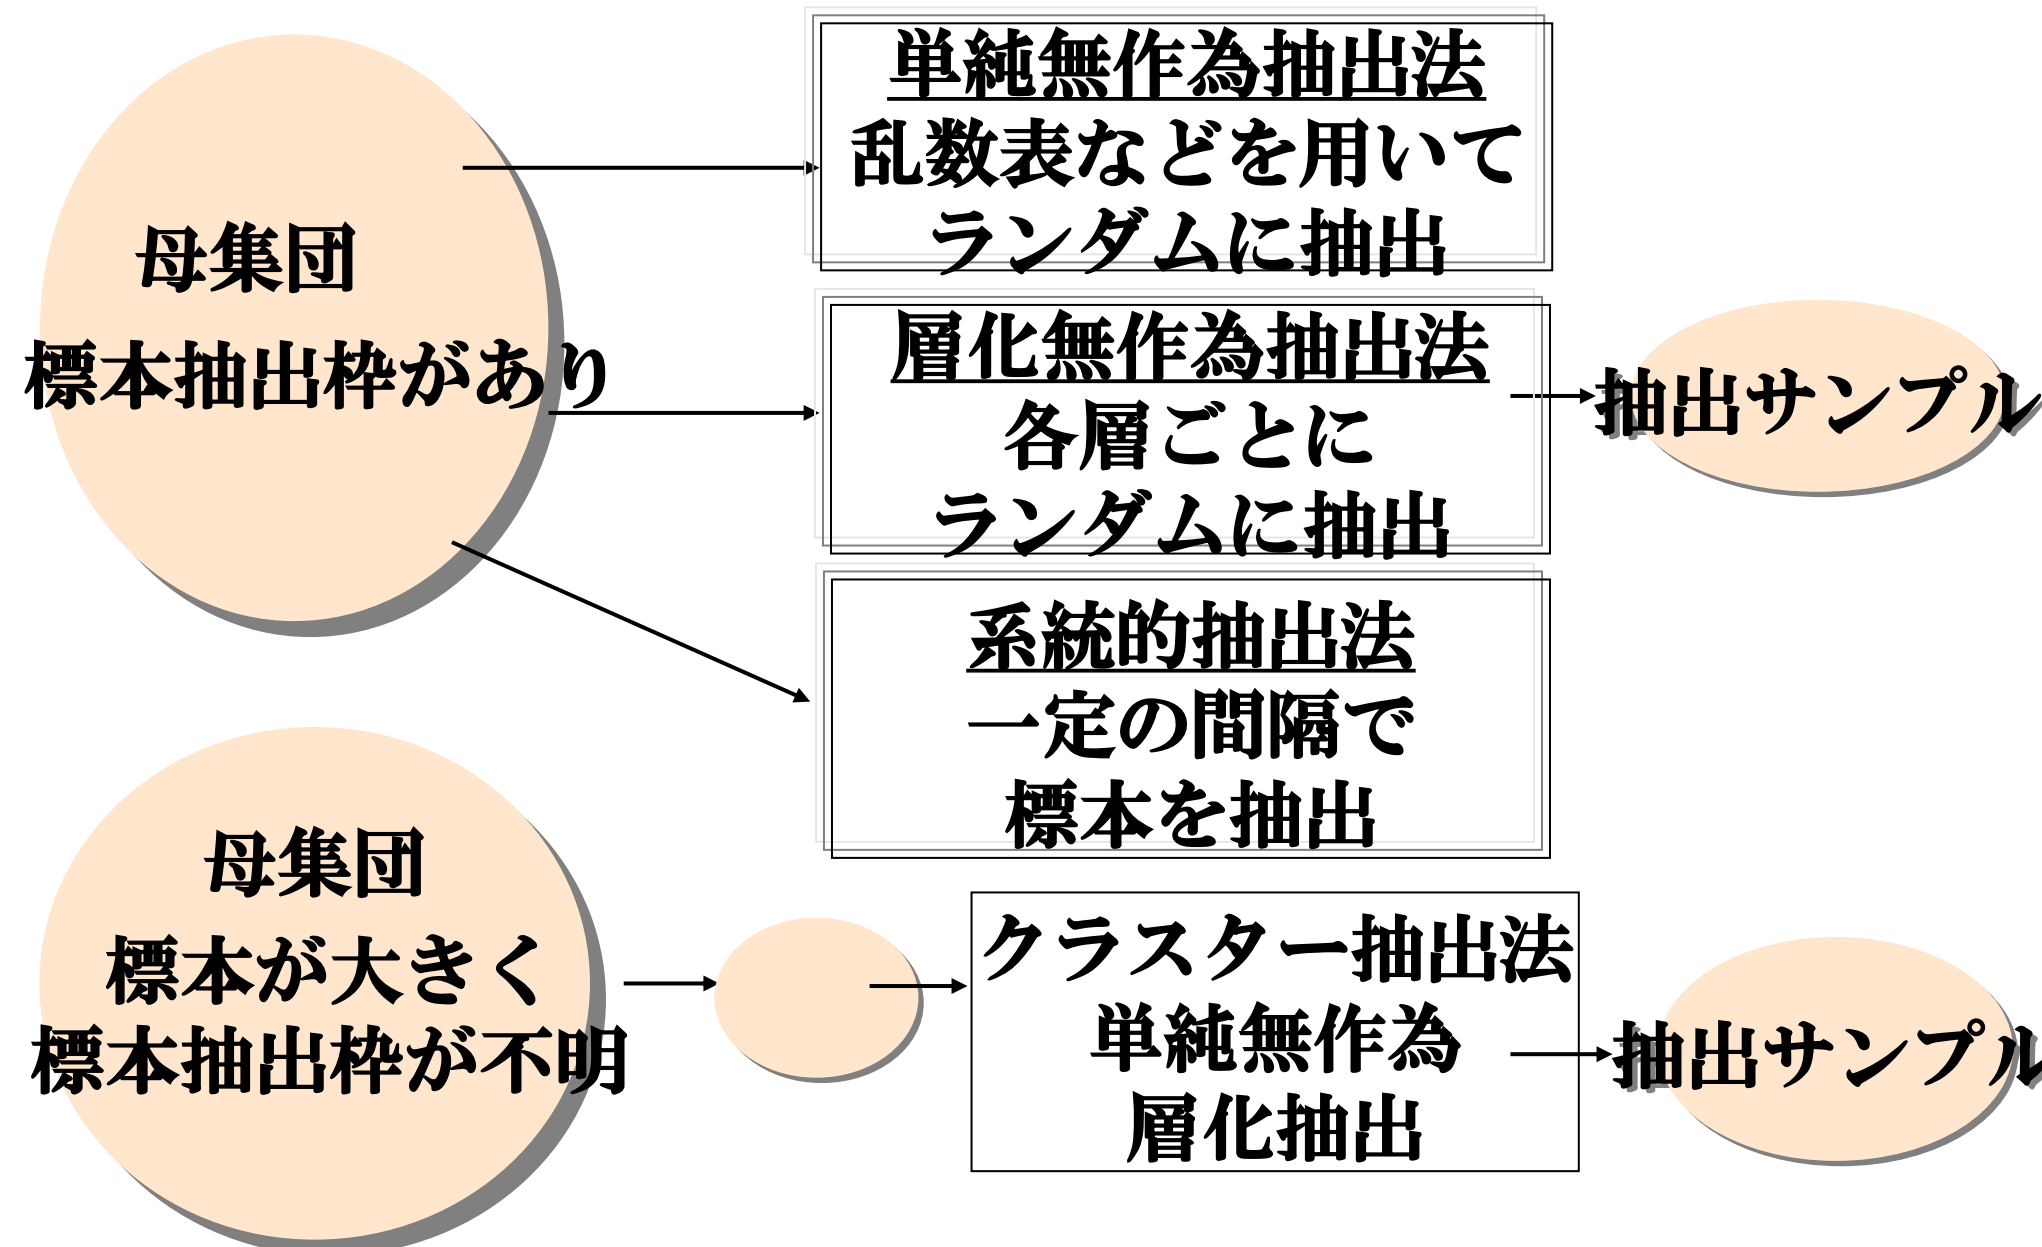 母集団
標本抽出枠があり
単純無作為抽出法
乱数表などを用いて
ランダムに抽出
層化無作為抽出法
各層ごとに
ランダムに抽出
系統的抽出法
一定の間隔で
標本を抽出
抽出サンプル
母集団
標本が大きく
標本抽出枠が不明
クラスター抽出法
単純無作為
層化抽出
抽出サンプル